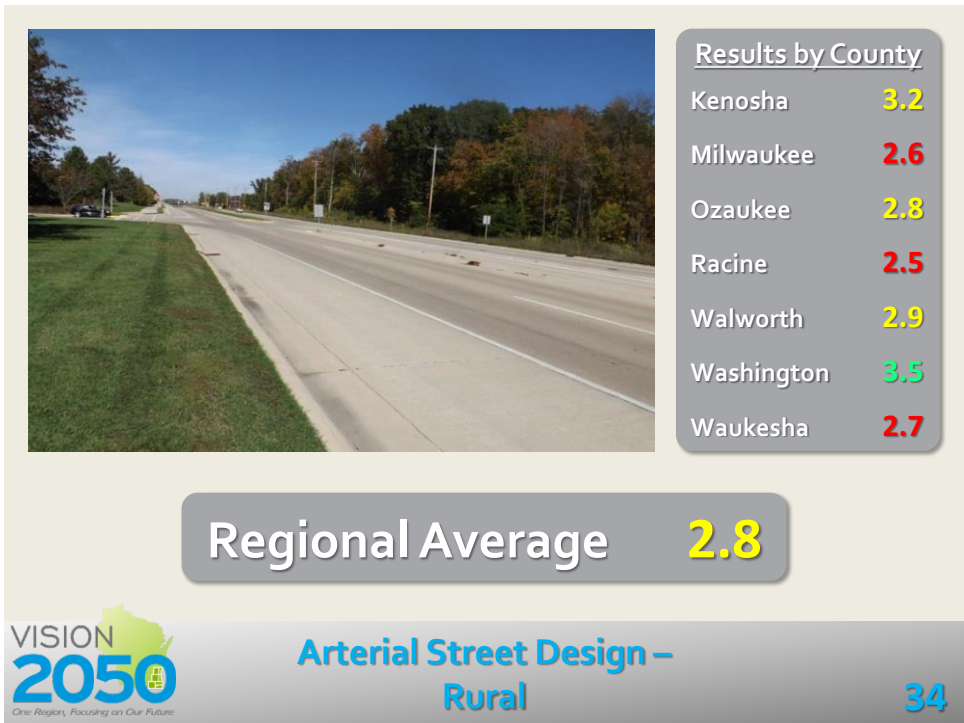 Results by County
Kenosha 3.2
Milwaukee 2.6
Ozaukee 2.8
Racine 2.5
Walworth 2.9
Washington 3.5
Waukesha 2.7
Regional Average 2.8
VISION
2050
One Region, Focusing on Our Future
Arterial Street Design –
Rural
34